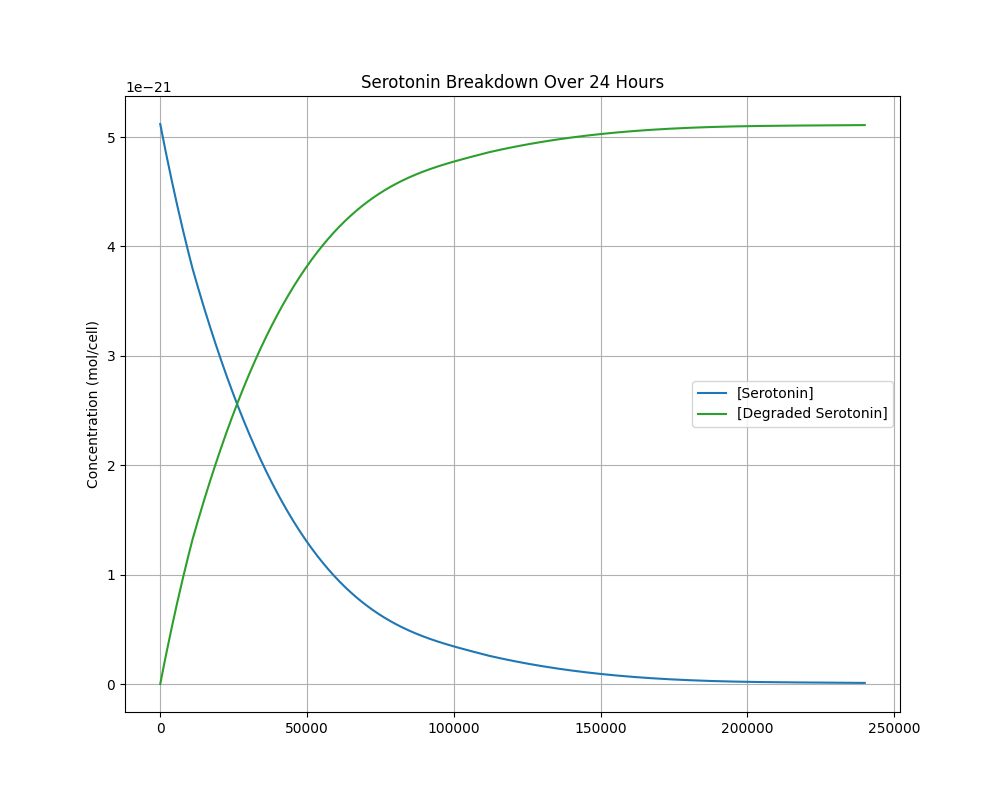 Serotonin Breakdown Over 24 Hours
1e−21
Concentration (mol/cell)
5
4
3
2
1
0
[Serotonin]
[Degraded Serotonin]
0 50000 100000 150000 200000 250000